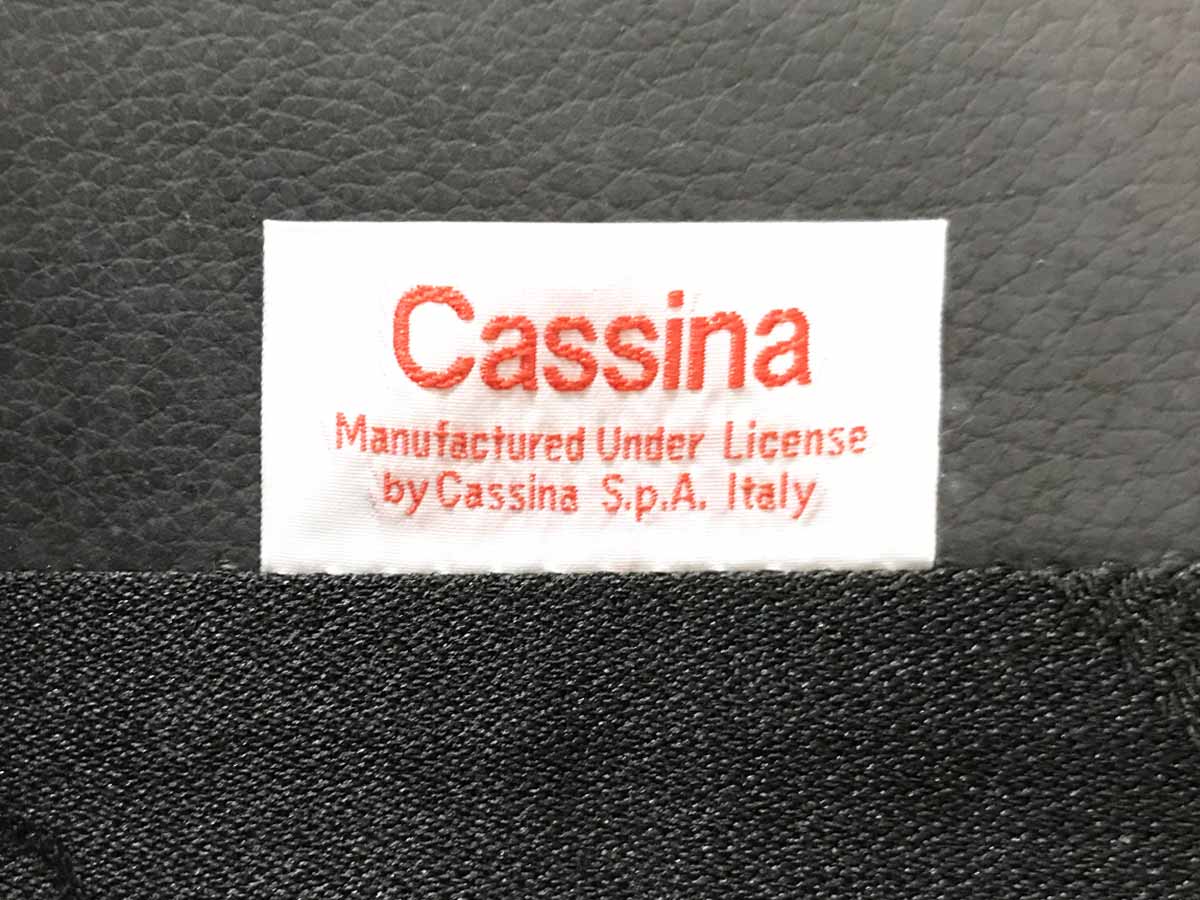 Cassina
Manufactured Under License
by Cassina S.p.A. Italy